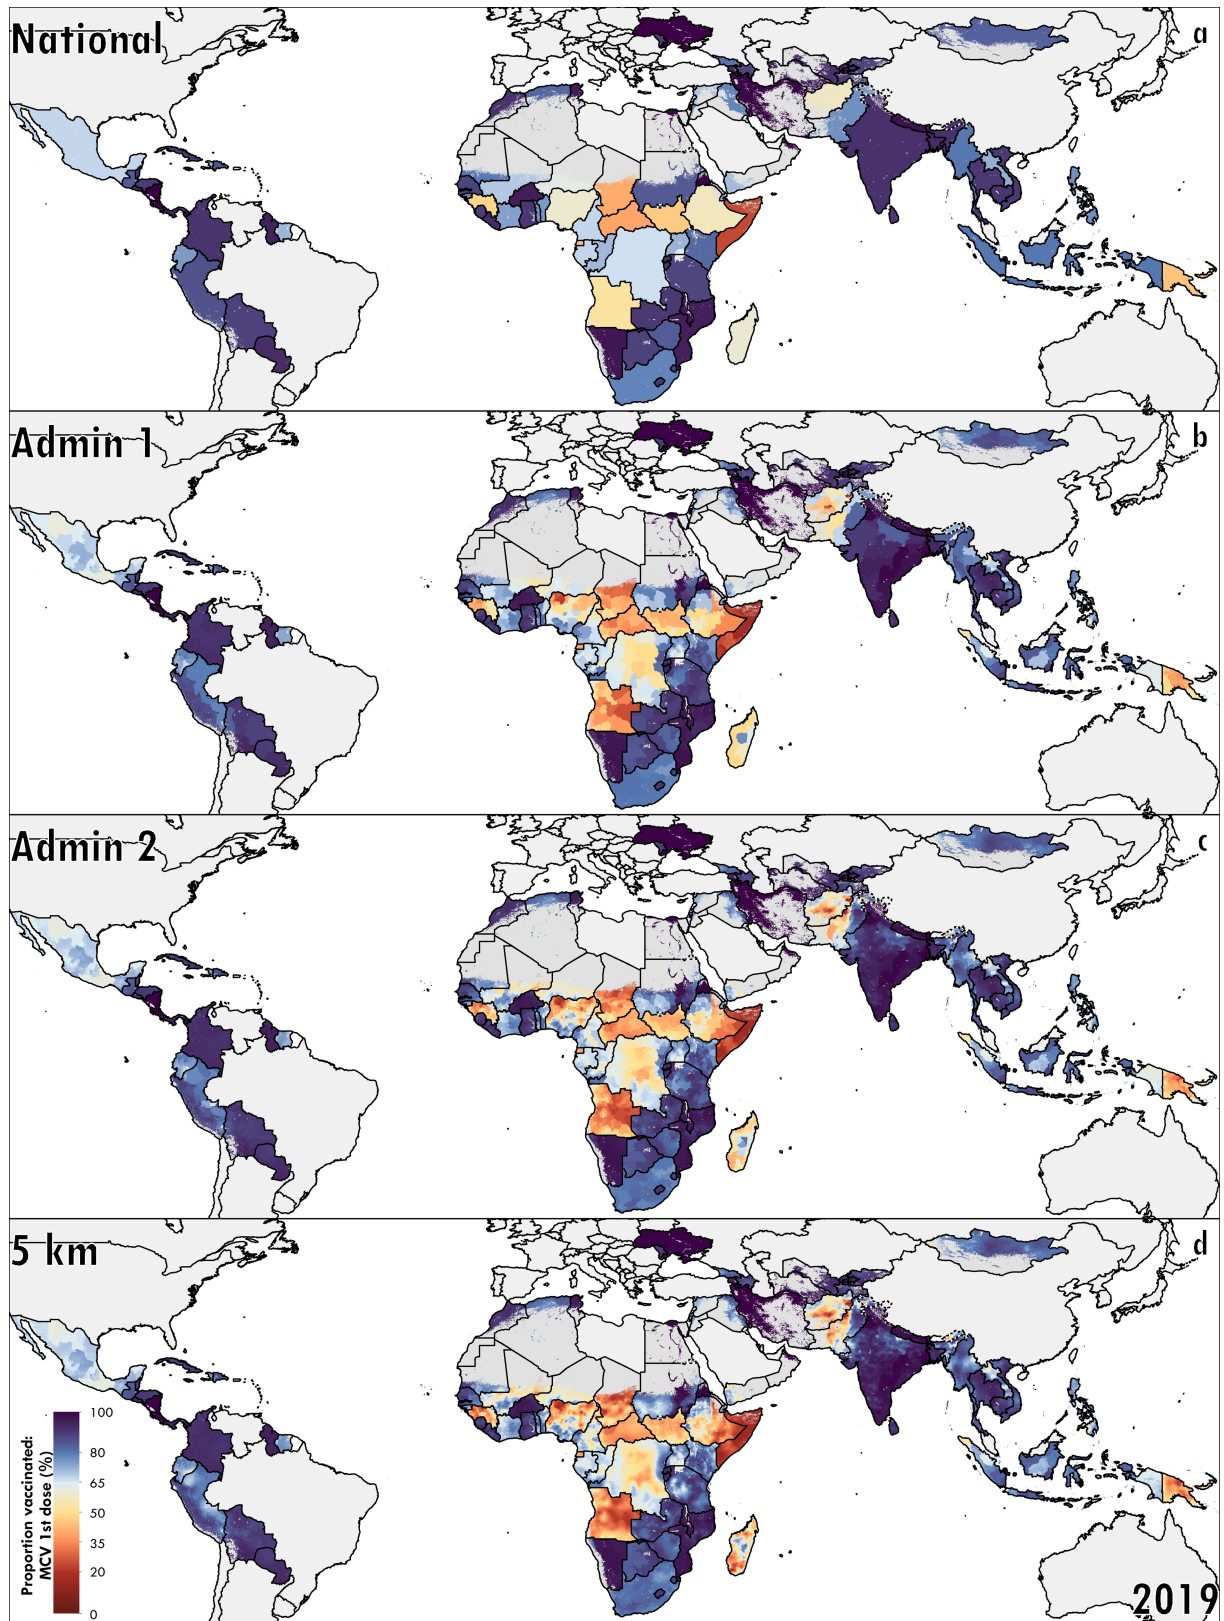 National
a
Admin 1
b
Admin 2
c
5 km
d
Proportion vaccinated:
MCV 1st dose (%)
100
80
65
50
35
20
0
2019